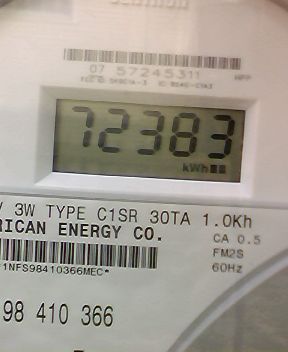 07 57245311
72383
kWh
V 3W TYPE C1SR 30TA 1.0Kh
RICAN ENERGY CO.
CA 0.5
FM2S
60Hz
1NFS98410366MEC*
98 410 366